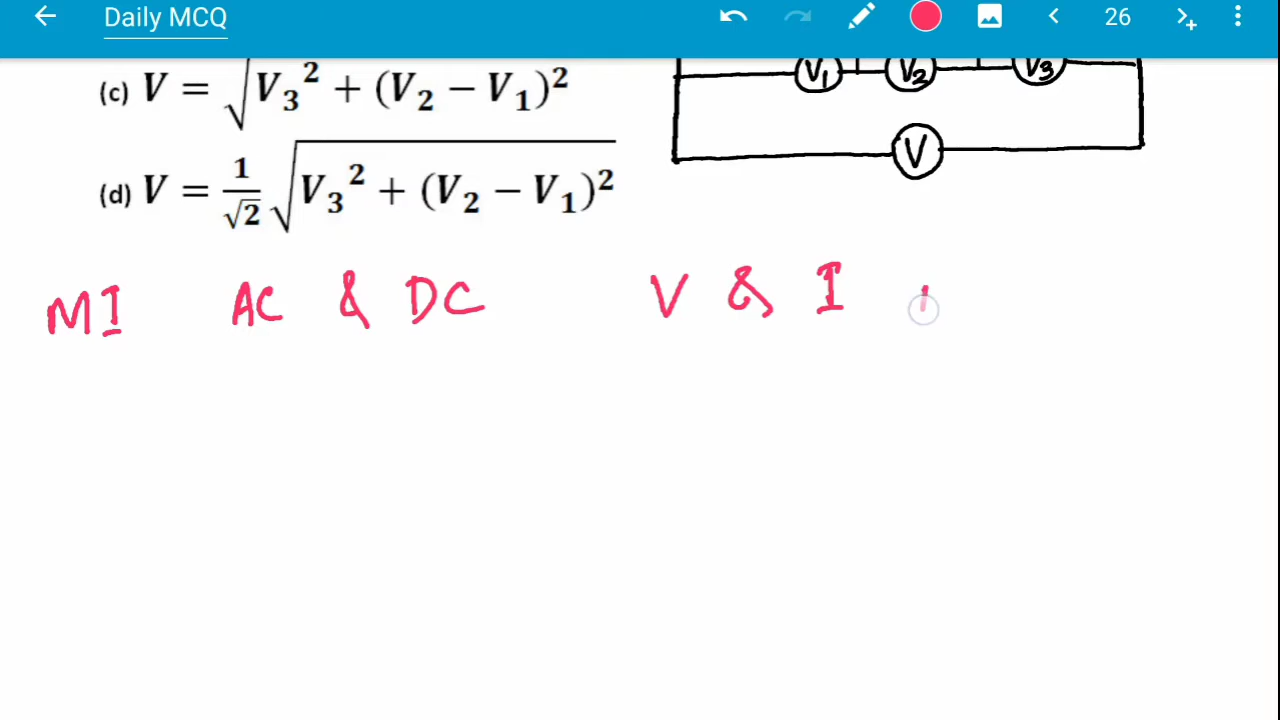 Daily MCQ 26
(c) V = √V₃² + (V₂ − V₁)²
V₁ V₂ V3
V
(d) V = 1/√2 √V₃² + (V₂ − V₁)²
MI AC & DC V & I